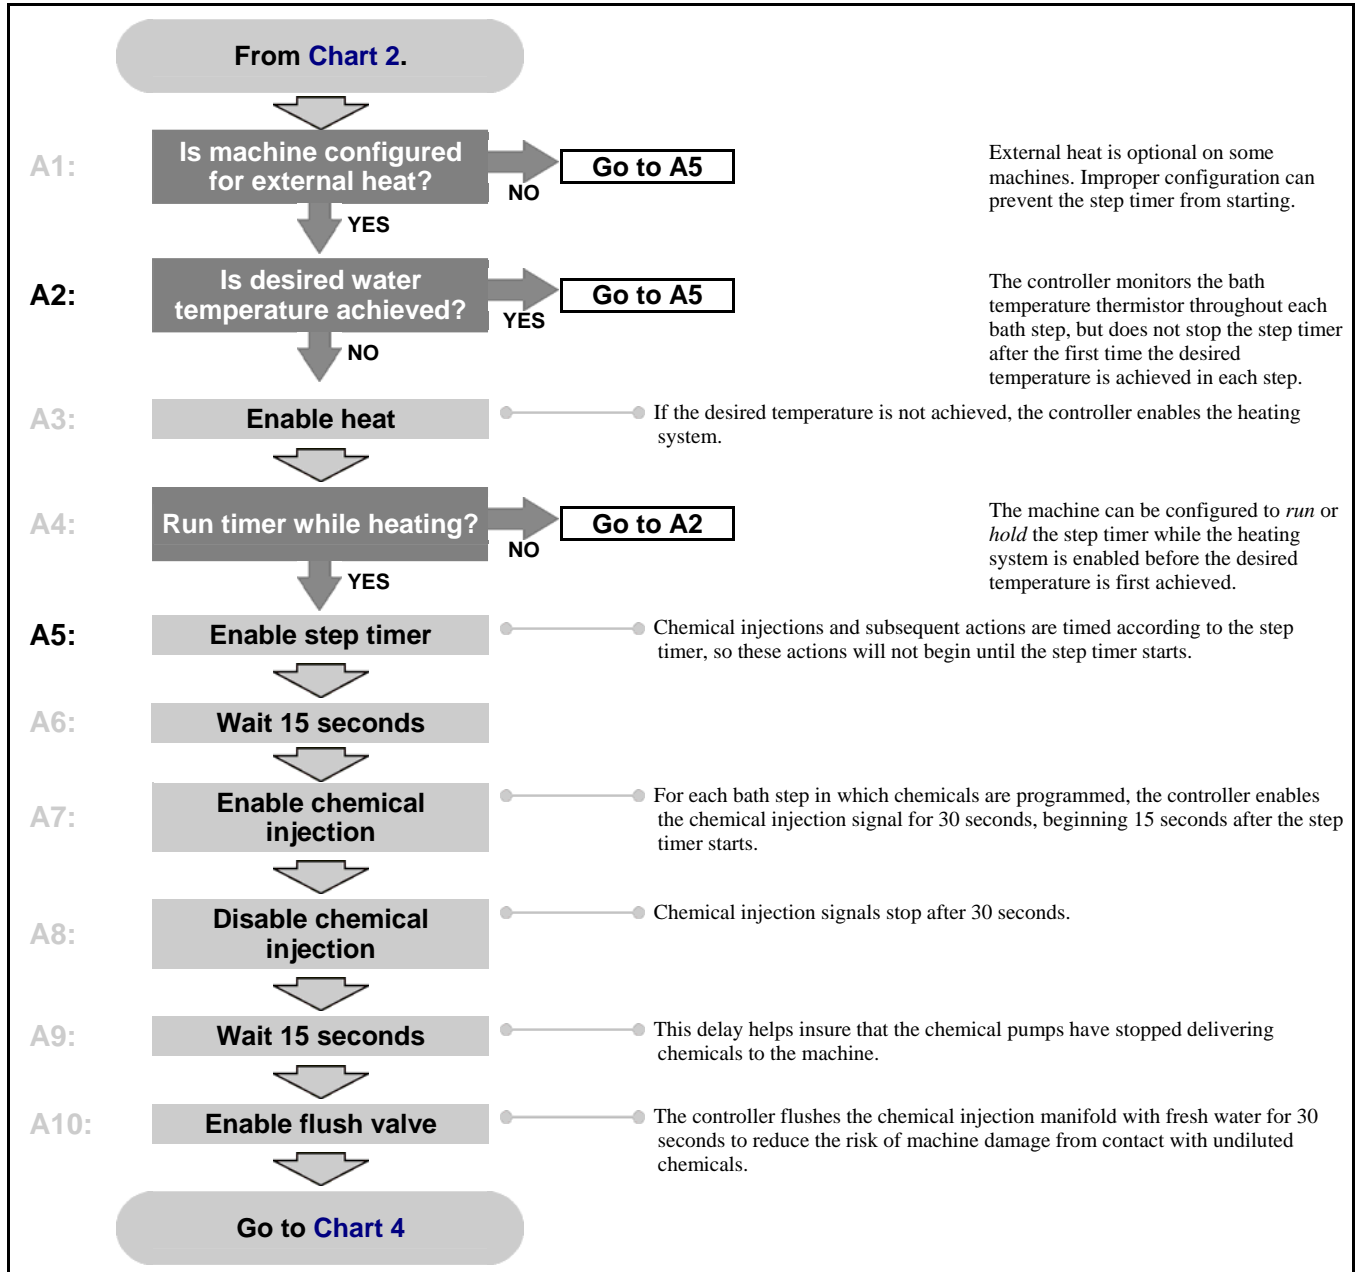 From Chart 2.
A1:
Is machine configured
for external heat?
NO
Go to A5
External heat is optional on some
machines. Improper configuration can
prevent the step timer from starting.
YES
A2:
Is desired water
temperature achieved?
YES
Go to A5
The controller monitors the bath
temperature thermistor throughout each
bath step, but does not stop the step timer
after the first time the desired
temperature is achieved in each step.
NO
A3:
Enable heat
If the desired temperature is not achieved, the controller enables the heating
system.
A4:
Run timer while heating?
NO
Go to A2
The machine can be configured to run or
hold the step timer while the heating
system is enabled before the desired
temperature is first achieved.
YES
A5:
Enable step timer
Chemical injections and subsequent actions are timed according to the step
timer, so these actions will not begin until the step timer starts.
A6:
Wait 15 seconds
A7:
Enable chemical
injection
For each bath step in which chemicals are programmed, the controller enables
the chemical injection signal for 30 seconds, beginning 15 seconds after the step
timer starts.
A8:
Disable chemical
injection
Chemical injection signals stop after 30 seconds.
A9:
Wait 15 seconds
This delay helps insure that the chemical pumps have stopped delivering
chemicals to the machine.
A10:
Enable flush valve
The controller flushes the chemical injection manifold with fresh water for 30
seconds to reduce the risk of machine damage from contact with undiluted
chemicals.
Go to Chart 4